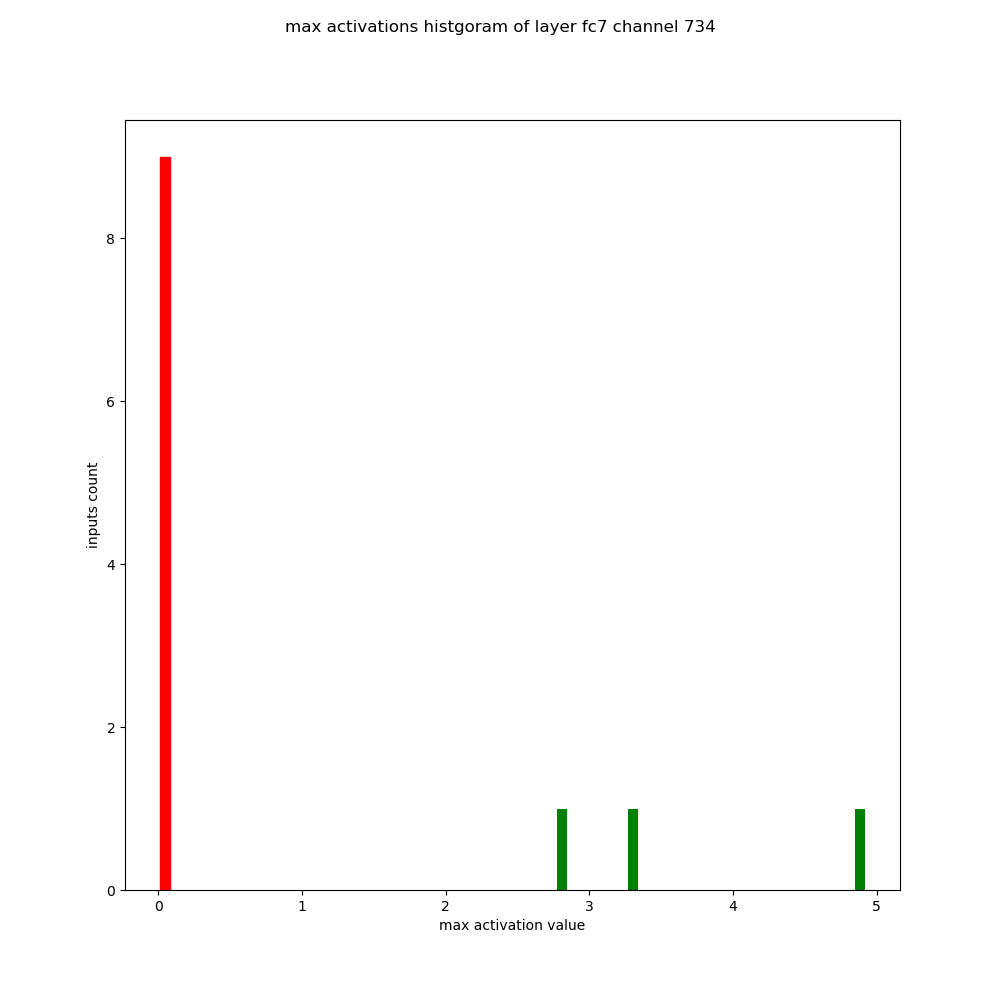 max activations histgoram of layer fc7 channel 734
8
6
4
2
0
inputs count
0 1 2 3 4 5
max activation value